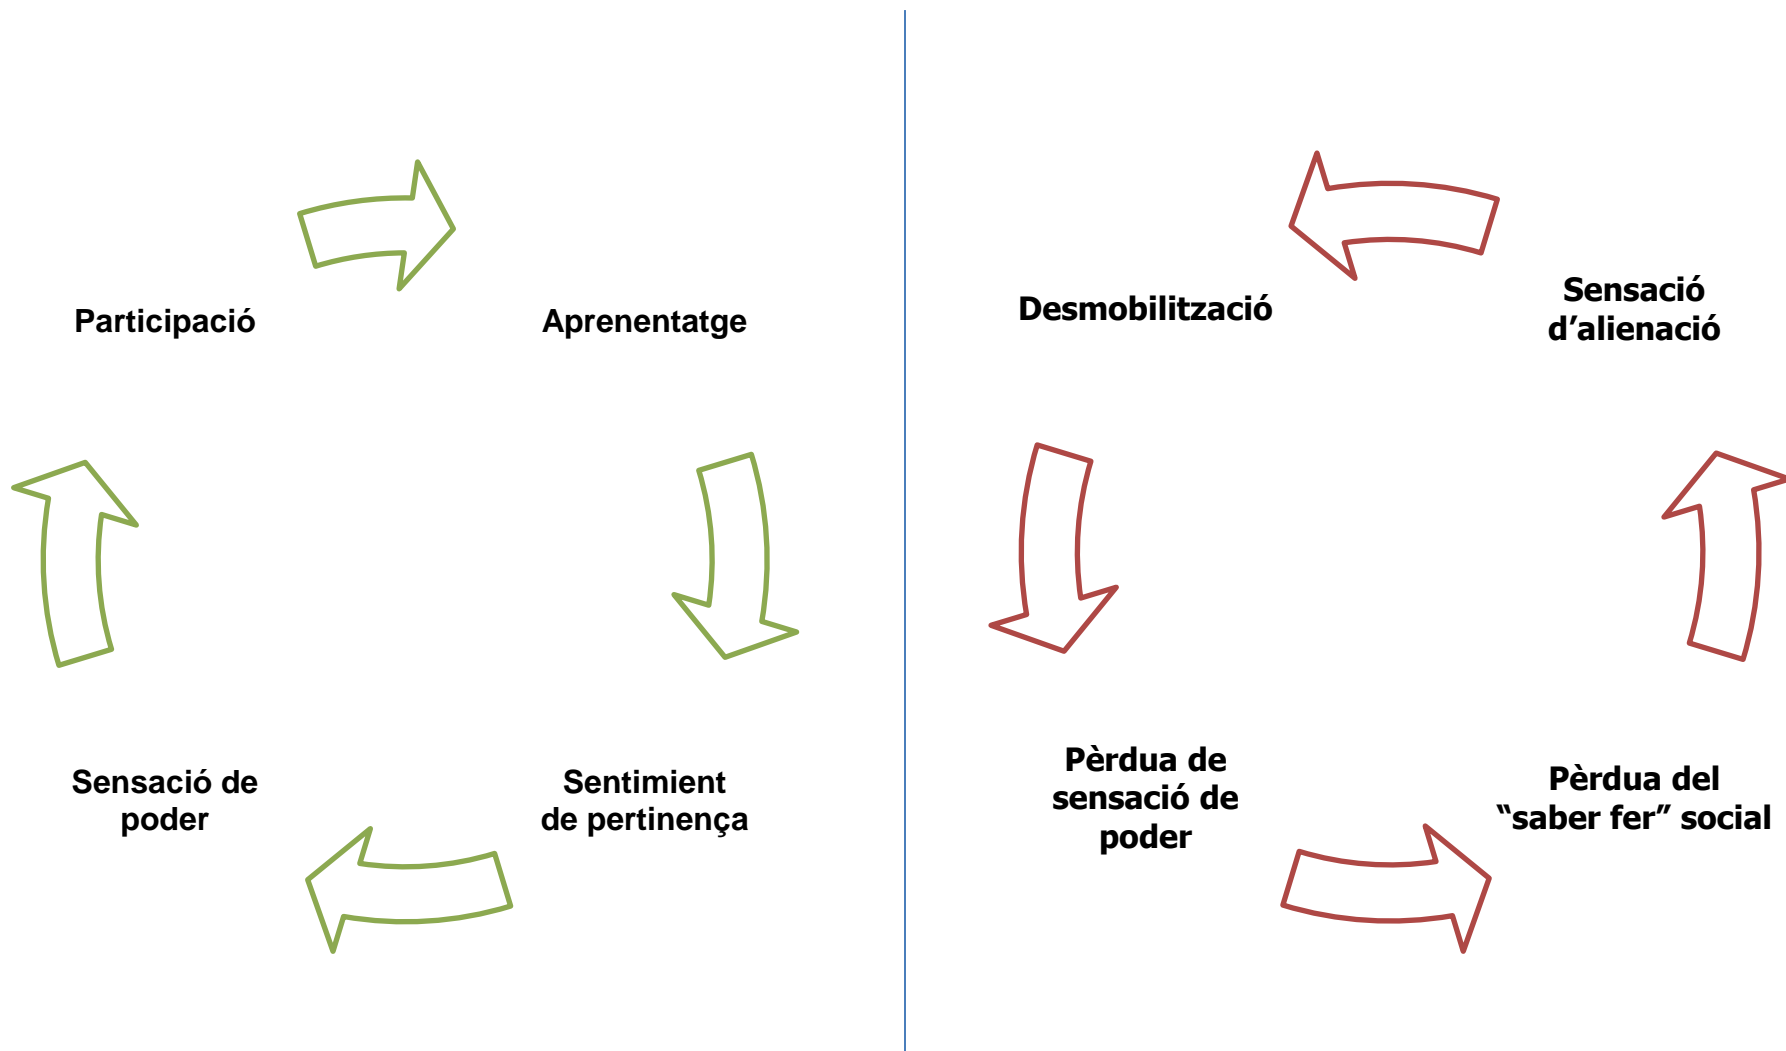 Participació
Aprenentatge
Sensació de
poder
Sentimient
de pertinença
Desmobilització
Sensació
d’alienació
Pèrdua de
sensació de
poder
Pèrdua del
“saber fer” social